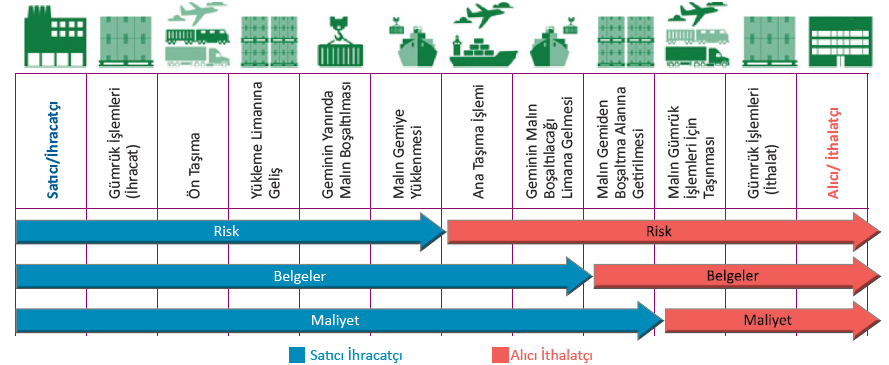 Satıcı/İhracatçı
Gümrük İşlemleri
(İhracat)
Ön Taşıma
Yükleme Limanına
Geliş
Geminin Yanında
Malın Boşaltılması
Malın Gemiye
Yüklenmesi
Ana Taşıma İşlemi
Geminin Malın
Boşaltılacağı
Limana Gelmesi
Malın Gemiden
Boşaltma Alanına
Getirilmesi
Malın Gümrük
İşlemleri İçin
Taşınması
Gümrük İşlemleri
(İthalat)
Alıcı/ İthalatçı
Risk
Risk
Belgeler
Belgeler
Maliyet
Maliyet
Satıcı İhracatçı
Alıcı İthalatçı